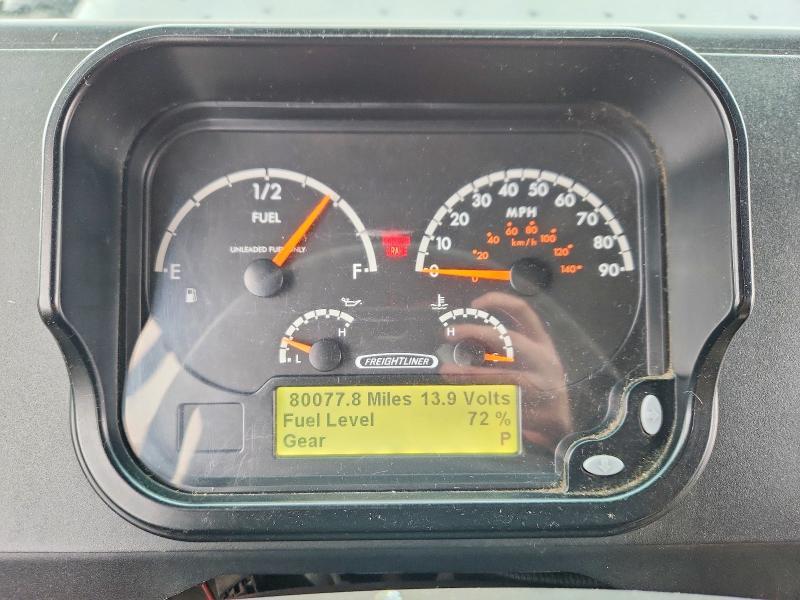 1/2
FUEL
UNLEADED FUEL ONLY
E
F
0
10
20
30
40
50
60
70
80
90
MPH
0
20
40
60
80
100
120
140
km/h
L
H
H
FREIGHTLINER
80077.8 Miles 13.9 Volts
Fuel Level 72 %
Gear P